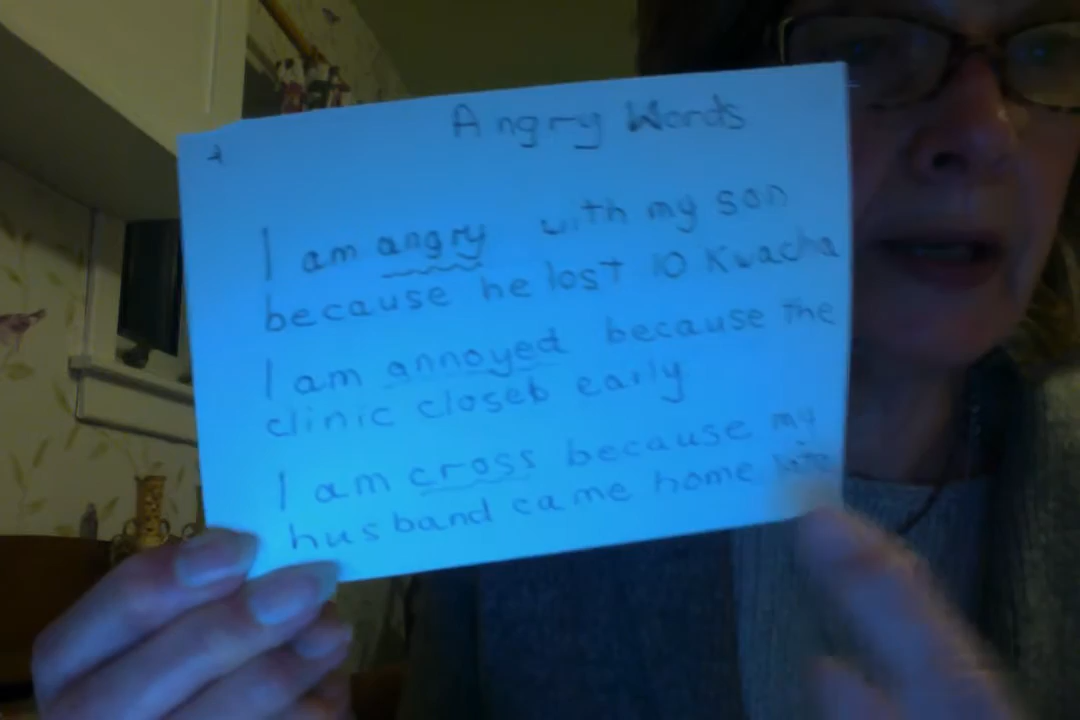 Angry Words
I am angry with my son
because he lost 10 Kwacha
I am annoyed because the
clinic closeb early
I am cross because my
husband came home late